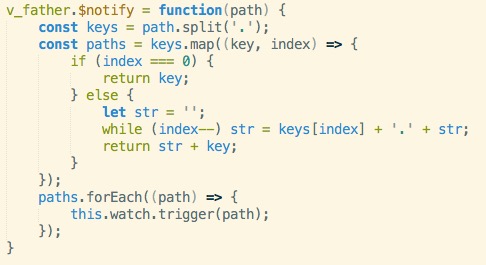 v_father.$notify = function(path) {
    const keys = path.split('.');
    const paths = keys.map((key, index) => {
        if (index === 0) {
            return key;
        } else {
            let str = '';
            while (index--) str = keys[index] + '.' + str;
            return str + key;
        }
    });
    paths.forEach((path) => {
        this.watch.trigger(path);
    });
}